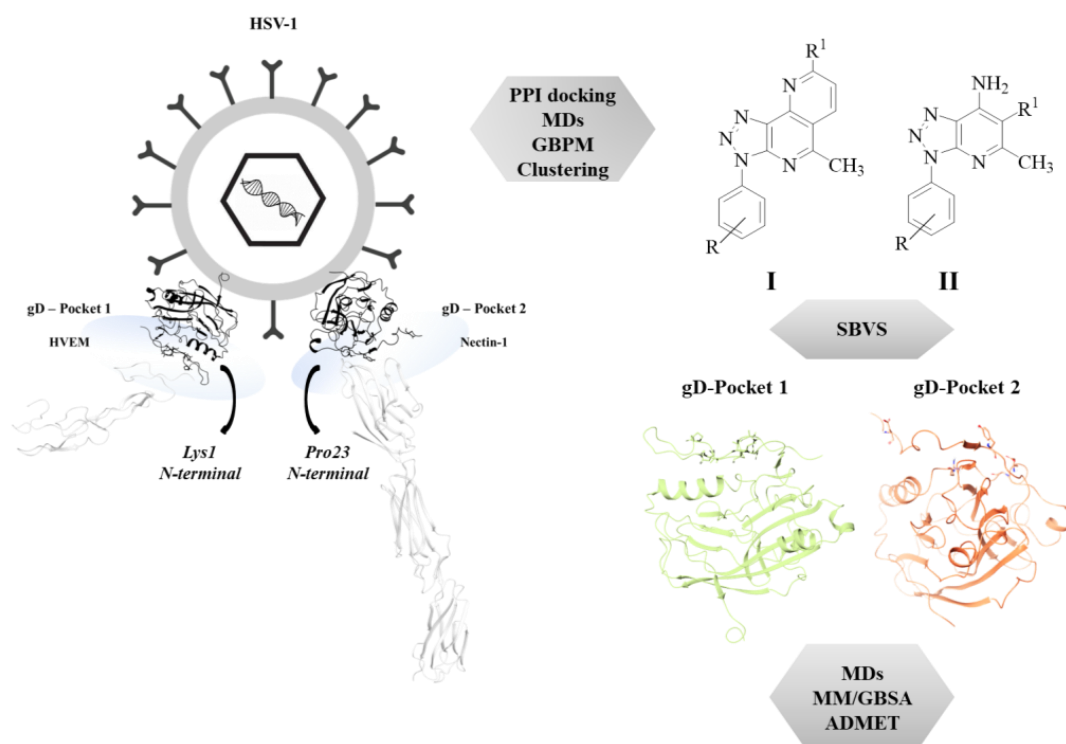 HSV-1
gD – Pocket 1
HVEM
gD – Pocket 2
Nectin-1
Lys1
N-terminal
Pro23
N-terminal
PPI docking
MDs
GBPM
Clustering
R¹
N
N
N
N
N
CH₃
R
I
NH₂
R¹
N
N
N
N
CH₃
R
II
SBVS
gD-Pocket 1
gD-Pocket 2
MDs
MM/GBSA
ADMET